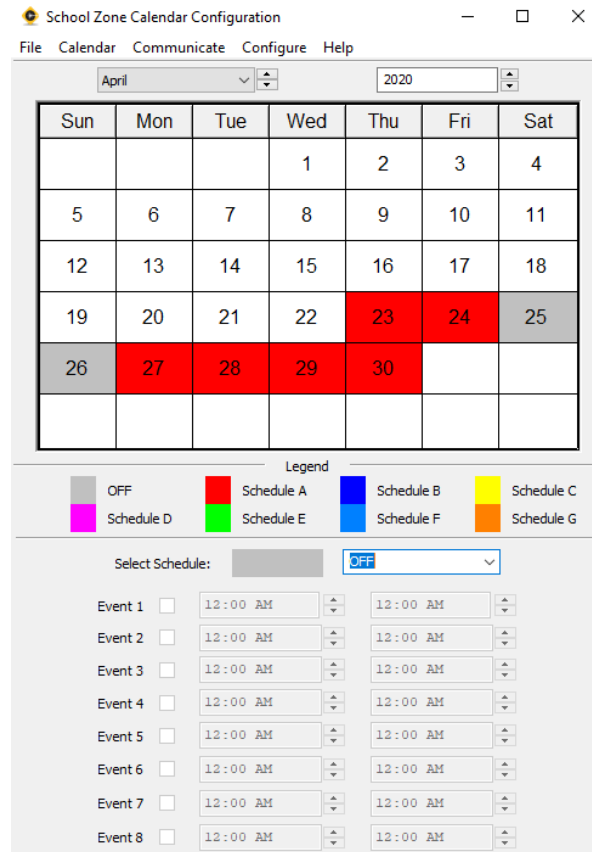 School Zone Calendar Configuration
File Calendar Communicate Configure Help
April 2020
Sun Mon Tue Wed Thu Fri Sat
1 2 3 4
5 6 7 8 9 10 11
12 13 14 15 16 17 18
19 20 21 22 23 24 25
26 27 28 29 30
Legend
OFF Schedule A Schedule B Schedule C
Schedule D Schedule E Schedule F Schedule G
Select Schedule: OFF
Event 1 12:00 AM 12:00 AM
Event 2 12:00 AM 12:00 AM
Event 3 12:00 AM 12:00 AM
Event 4 12:00 AM 12:00 AM
Event 5 12:00 AM 12:00 AM
Event 6 12:00 AM 12:00 AM
Event 7 12:00 AM 12:00 AM
Event 8 12:00 AM 12:00 AM